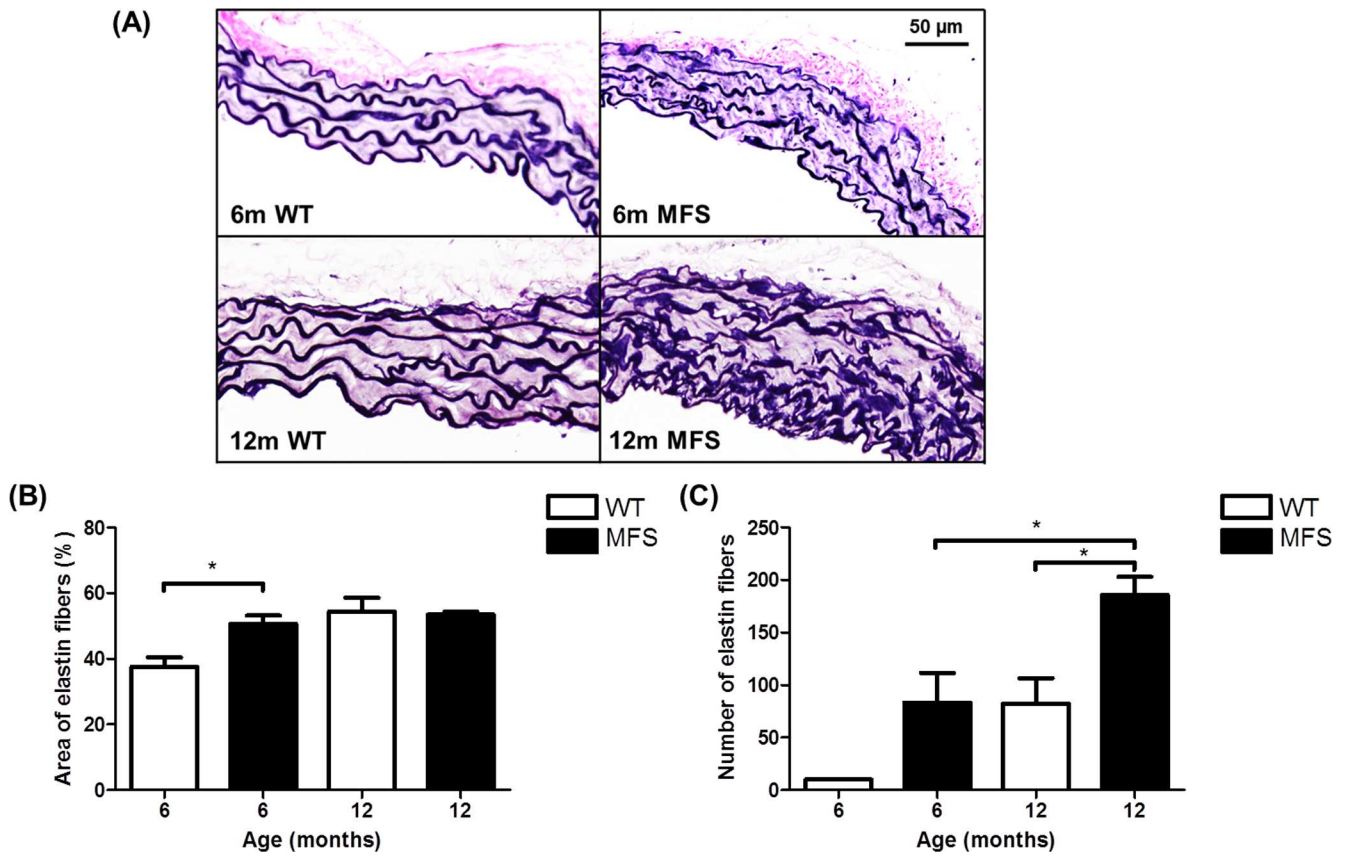 (A)
50 µm
6m WT
6m MFS
12m WT
12m MFS
(B)
WT
MFS
80
60
40
20
0
Area of elastin fibers (%)
*
6
6
12
12
Age (months)
(C)
WT
MFS
250
200
150
100
50
0
Number of elastin fibers
*
*
6
6
12
12
Age (months)